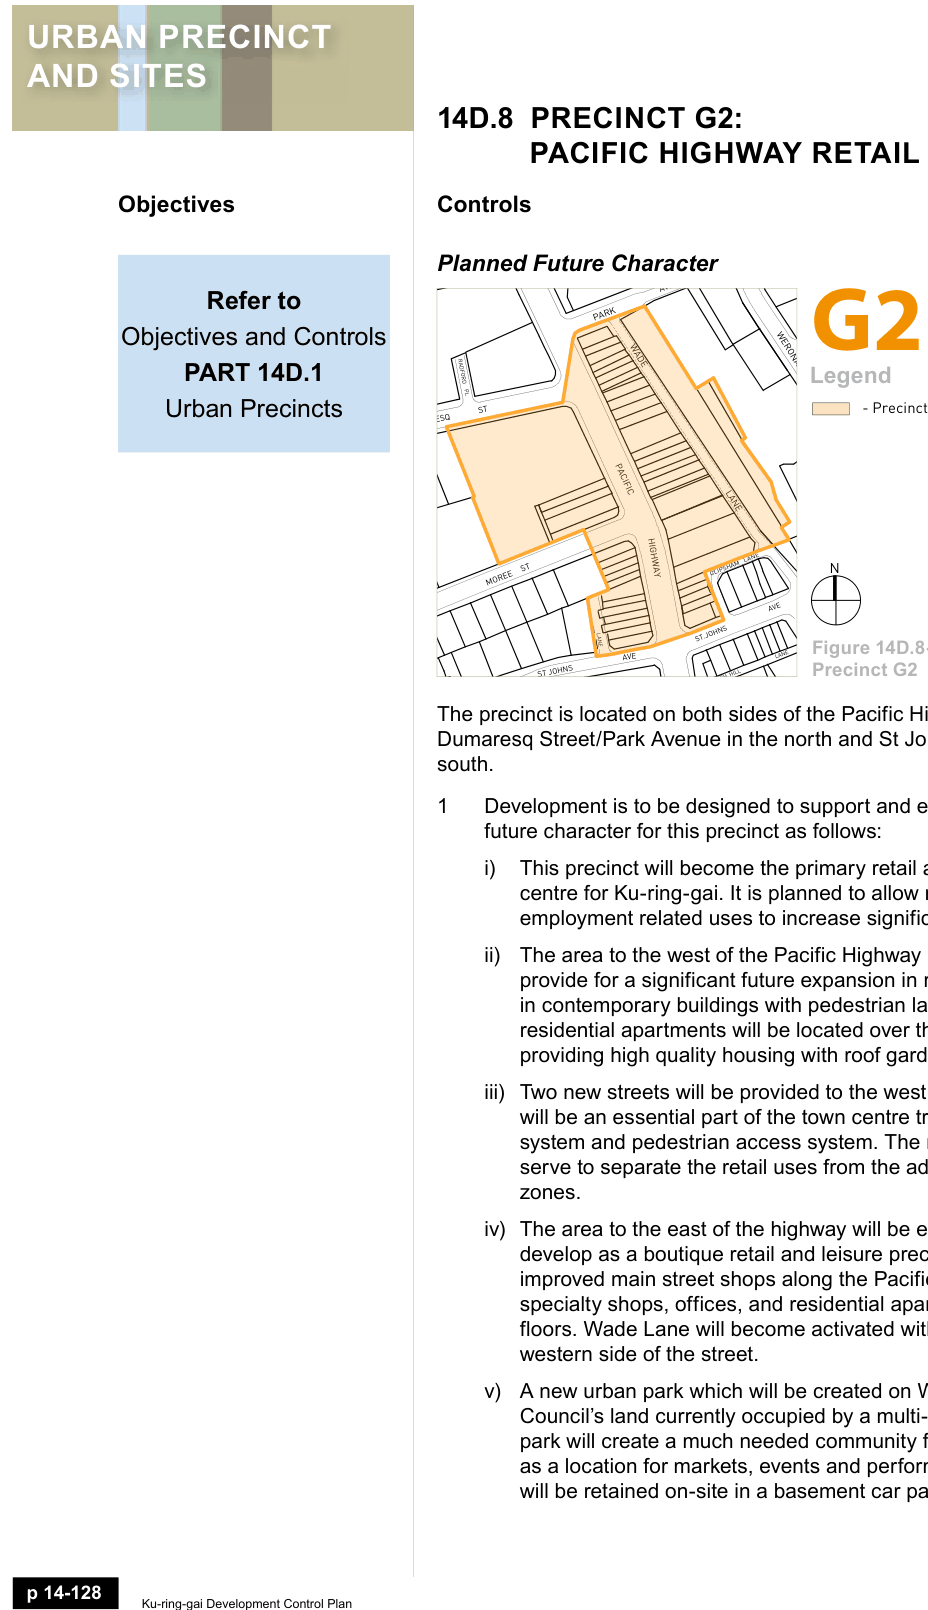 URBAN PRECINCT
AND SITES
14D.8 PRECINCT G2:
PACIFIC HIGHWAY RETAIL
Objectives
Controls
Refer to
Objectives and Controls
PART 14D.1
Urban Precincts
Planned Future Character
PARK
WADE
RADFORD PL
ESQ ST
PACIFIC
LANE
HIGHWAY
MOREE ST
LANE
ST JOHNS AVE
ST JOHNS
AVE
LANE
HILL
LANE
G2
Legend
- Precinct
N
Figure 14D.8-
Precinct G2
The precinct is located on both sides of the Pacific Hi
Dumaresq Street/Park Avenue in the north and St Jo
south.
1 Development is to be designed to support and e
future character for this precinct as follows:
i) This precinct will become the primary retail a
centre for Ku-ring-gai. It is planned to allow r
employment related uses to increase signific
ii) The area to the west of the Pacific Highway
provide for a significant future expansion in r
in contemporary buildings with pedestrian la
residential apartments will be located over th
providing high quality housing with roof gard
iii) Two new streets will be provided to the west
will be an essential part of the town centre tr
system and pedestrian access system. The r
serve to separate the retail uses from the ad
zones.
iv) The area to the east of the highway will be e
develop as a boutique retail and leisure prec
improved main street shops along the Pacific
specialty shops, offices, and residential apar
floors. Wade Lane will become activated with
western side of the street.
v) A new urban park which will be created on W
Council's land currently occupied by a multi-
park will create a much needed community f
as a location for markets, events and perform
will be retained on-site in a basement car pa
p 14-128
Ku-ring-gai Development Control Plan